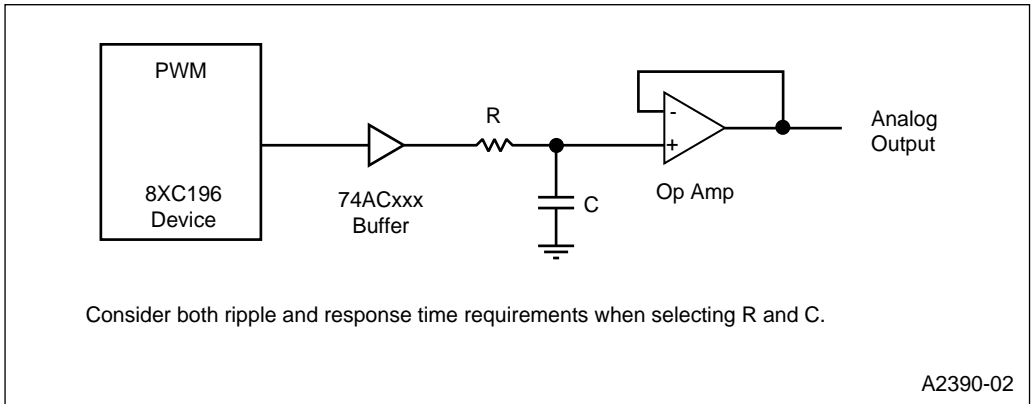 PWM
8XC196
Device
74ACxxx
Buffer
R
C
-
+
Op Amp
Analog
Output
Consider both ripple and response time requirements when selecting R and C.
A2390-02